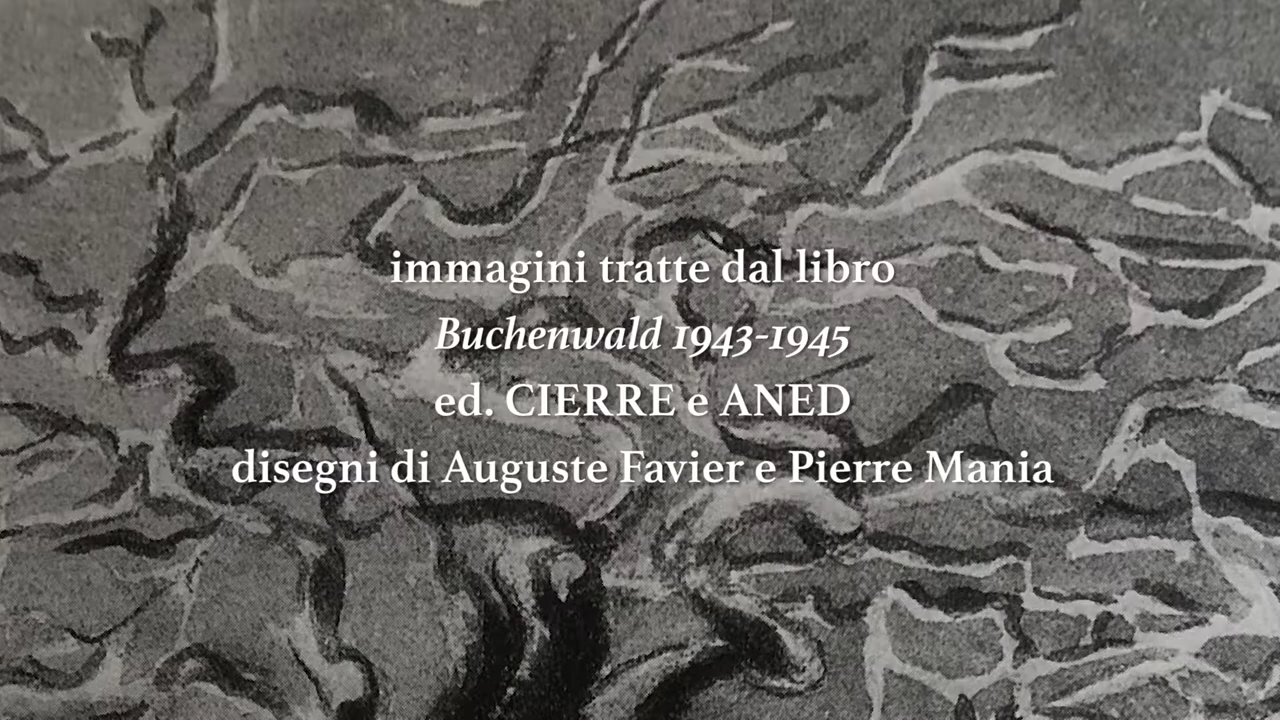 immagini tratte dal libro
Buchenwald 1943-1945
ed. CIERRE e ANED
disegni di Auguste Favier e Pierre Mania